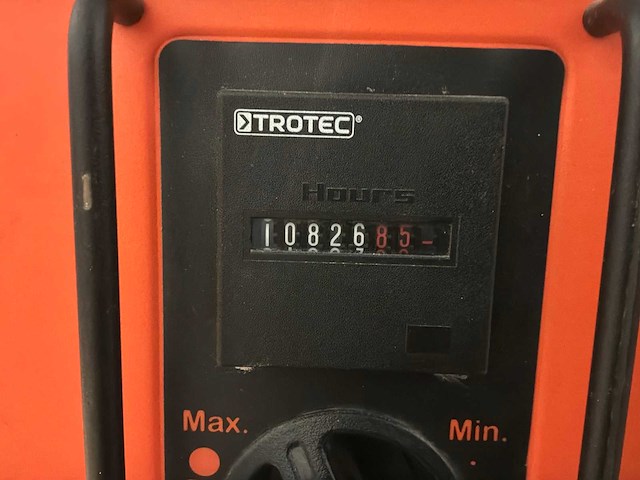 TROTEC®
Hours
1082685
Max.
Min.